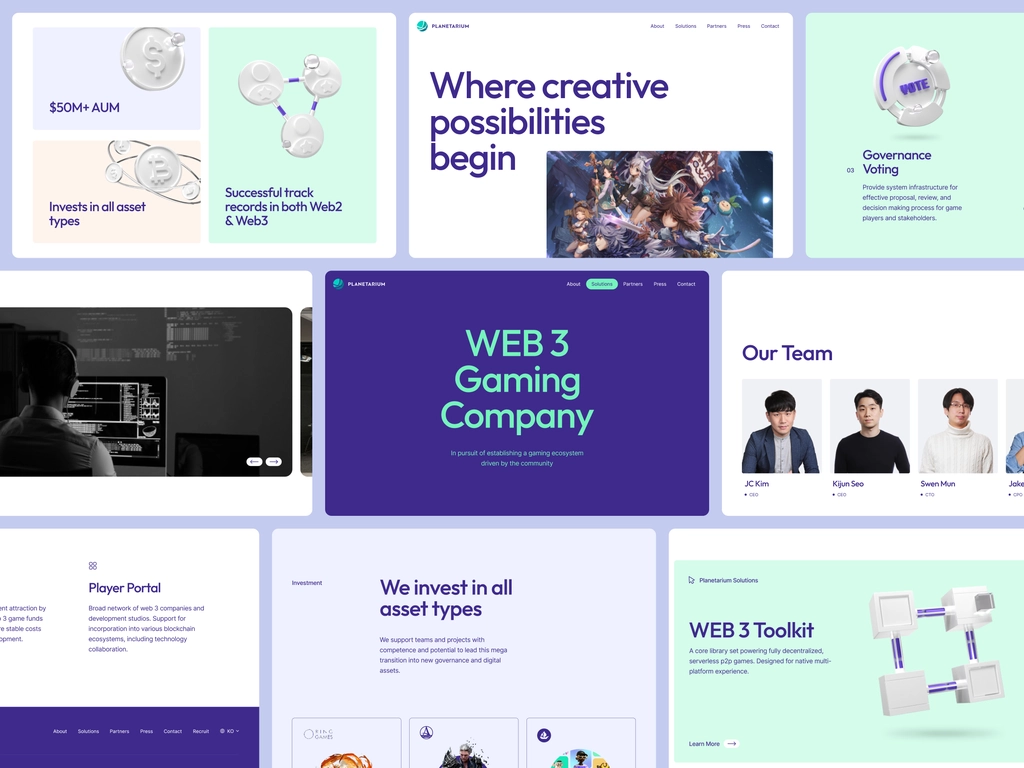 $50M+ AUM
Invests in all asset
types
Successful track
records in both Web2
& Web3
PLANETARIUM
About Solutions Partners Press Contact
Where creative
possibilities
begin
VOTE
03
Governance
Voting
Provide system infrastructure for
effective proposal, review, and
decision making process for game
players and stakeholders.
PLANETARIUM
About Solutions Partners Press Contact
WEB 3
Gaming
Company
In pursuit of establishing a gaming ecosystem
driven by the community
Our Team
JC Kim
CEO
Kijun Seo
CEO
Swen Mun
CTO
Jake
CPO
ent attraction by
3 game funds
re stable costs
opment.
Player Portal
Broad network of web 3 companies and
development studios. Support for
incorporation into various blockchain
ecosystems, including technology
collaboration.
About Solutions Partners Press Contact Recruit KO
Investment
We invest in all
asset types
We support teams and projects with
competence and potential to lead this mega
transition into new governance and digital
assets.
Planetarium Solutions
WEB 3 Toolkit
A core library set powering fully decentralized,
serverless p2p games. Designed for native multi-
platform experience.
Learn More